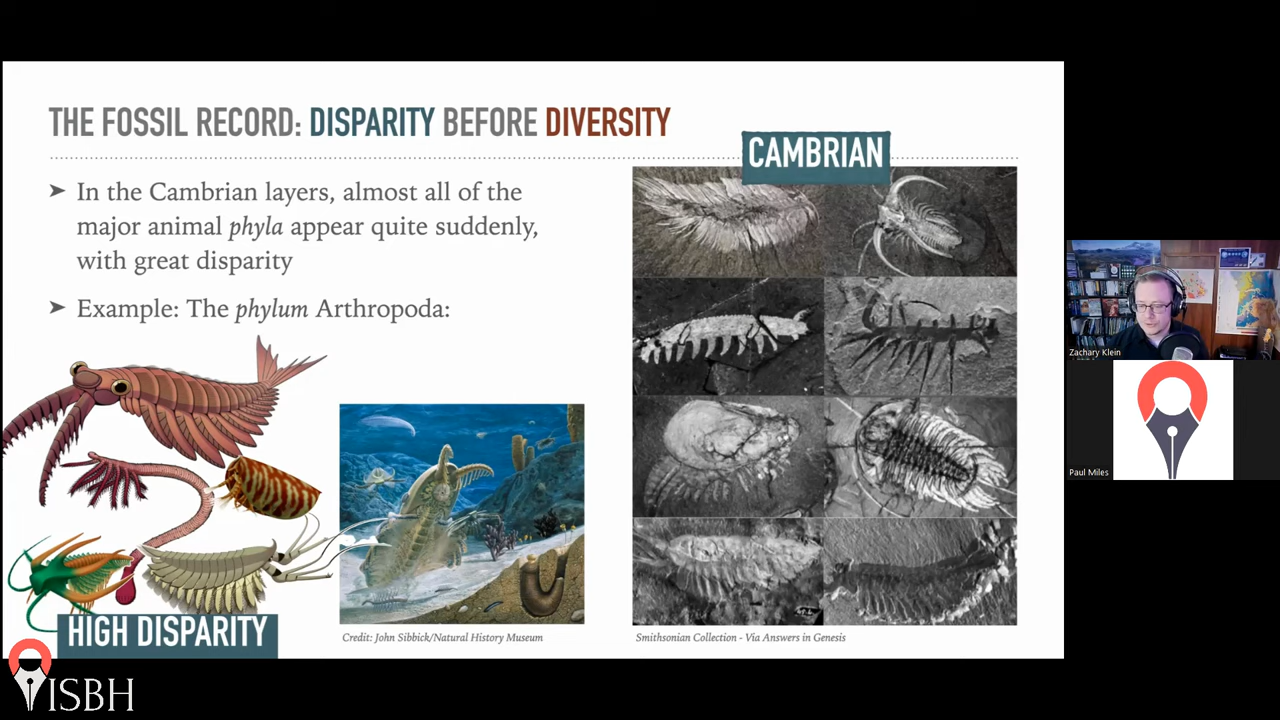 THE FOSSIL RECORD: DISPARITY BEFORE DIVERSITY
CAMBRIAN
➤ In the Cambrian layers, almost all of the
major animal phyla appear quite suddenly,
with great disparity
➤ Example: The phylum Arthropoda:
HIGH DISPARITY
Credit: John Sibbick/Natural History Museum
Smithsonian Collection - Via Answers in Genesis
Zachary Klein
Paul Miles
ISBH